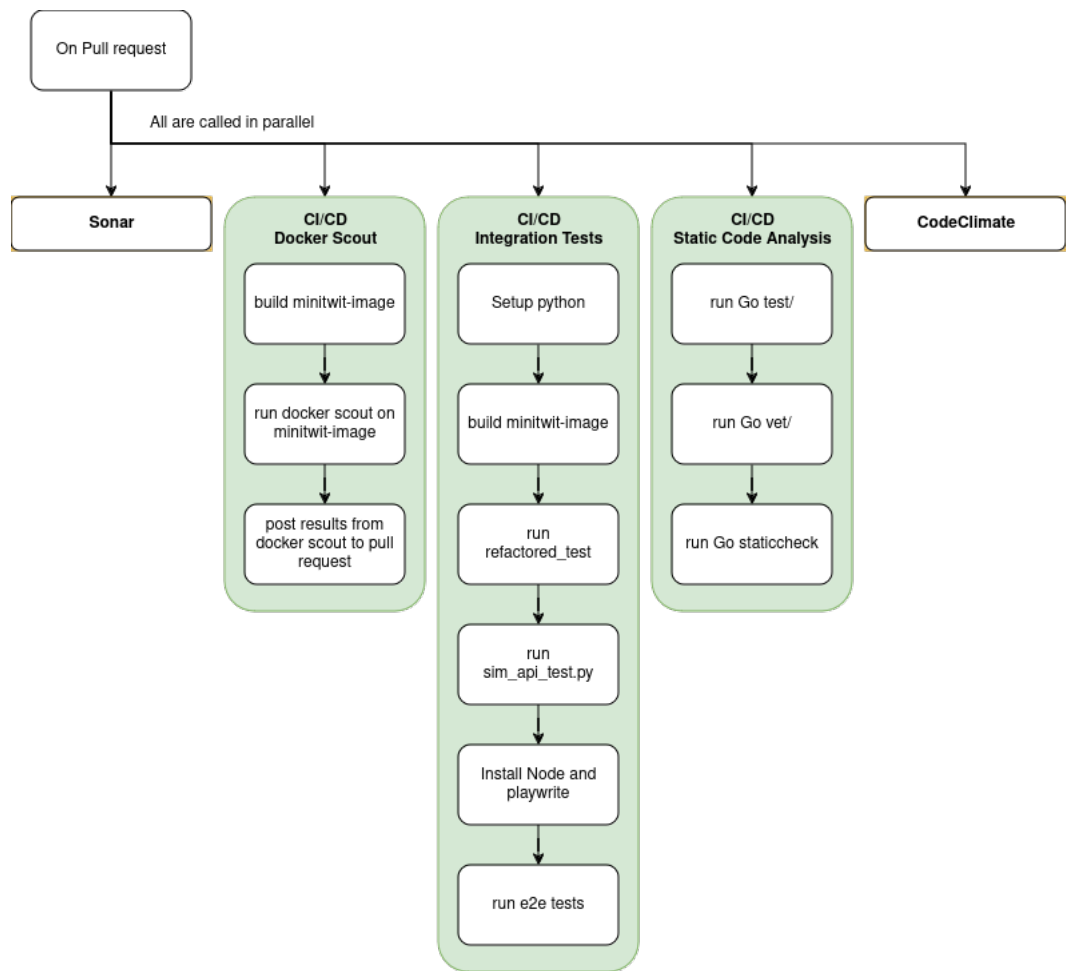 On Pull request
All are called in parallel
Sonar
CI/CD
Docker Scout
build minitwit-image
run docker scout on
minitwit-image
post results from
docker scout to pull
request
CI/CD
Integration Tests
Setup python
build minitwit-image
run
refactored_test
run
sim_api_test.py
Install Node and
playwrite
run e2e tests
CI/CD
Static Code Analysis
run Go test/
run Go vet/
run Go staticcheck
CodeClimate